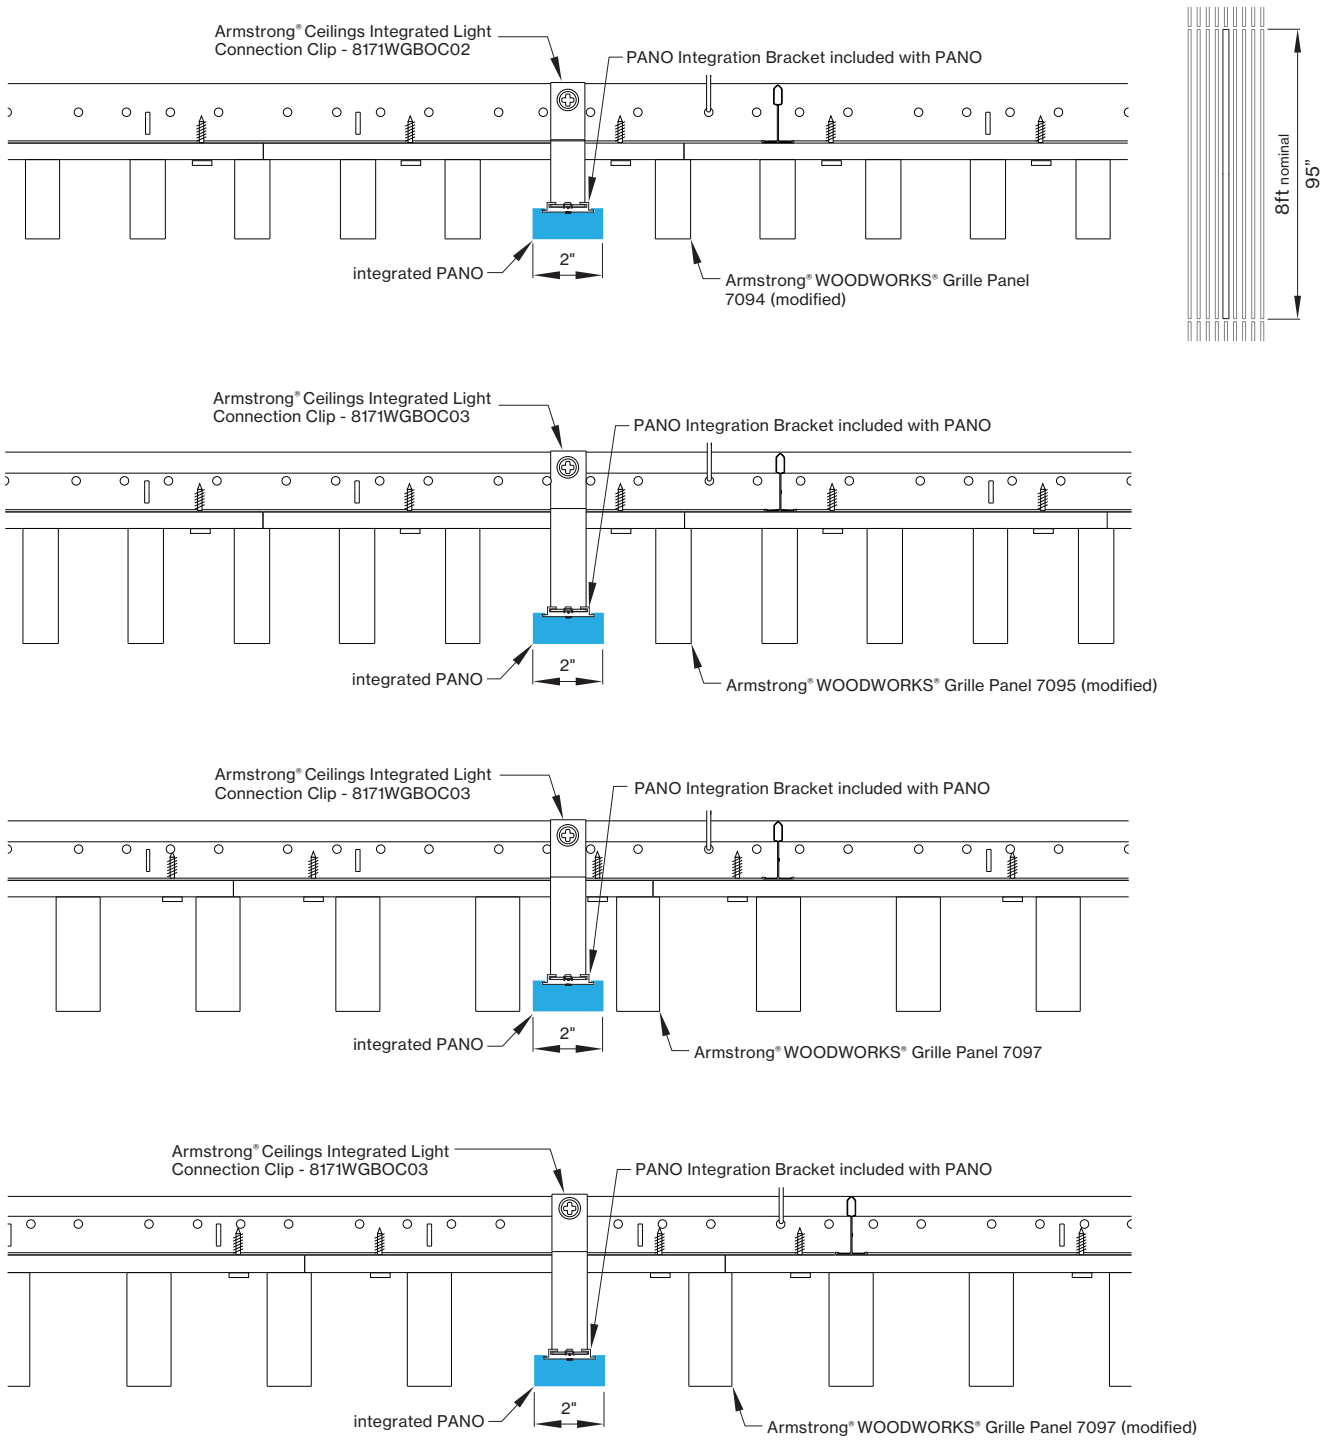 Armstrong® Ceilings Integrated Light
Connection Clip - 8171WGBOC02
PANO Integration Bracket included with PANO
integrated PANO
2"
Armstrong® WOODWORKS® Grille Panel
7094 (modified)
8ft nominal
95”
Armstrong® Ceilings Integrated Light
Connection Clip - 8171WGBOC03
PANO Integration Bracket included with PANO
integrated PANO
2"
Armstrong® WOODWORKS® Grille Panel 7095 (modified)
Armstrong® Ceilings Integrated Light
Connection Clip - 8171WGBOC03
PANO Integration Bracket included with PANO
integrated PANO
2"
Armstrong® WOODWORKS® Grille Panel 7097
Armstrong® Ceilings Integrated Light
Connection Clip - 8171WGBOC03
PANO Integration Bracket included with PANO
integrated PANO
2"
Armstrong® WOODWORKS® Grille Panel 7097 (modified)